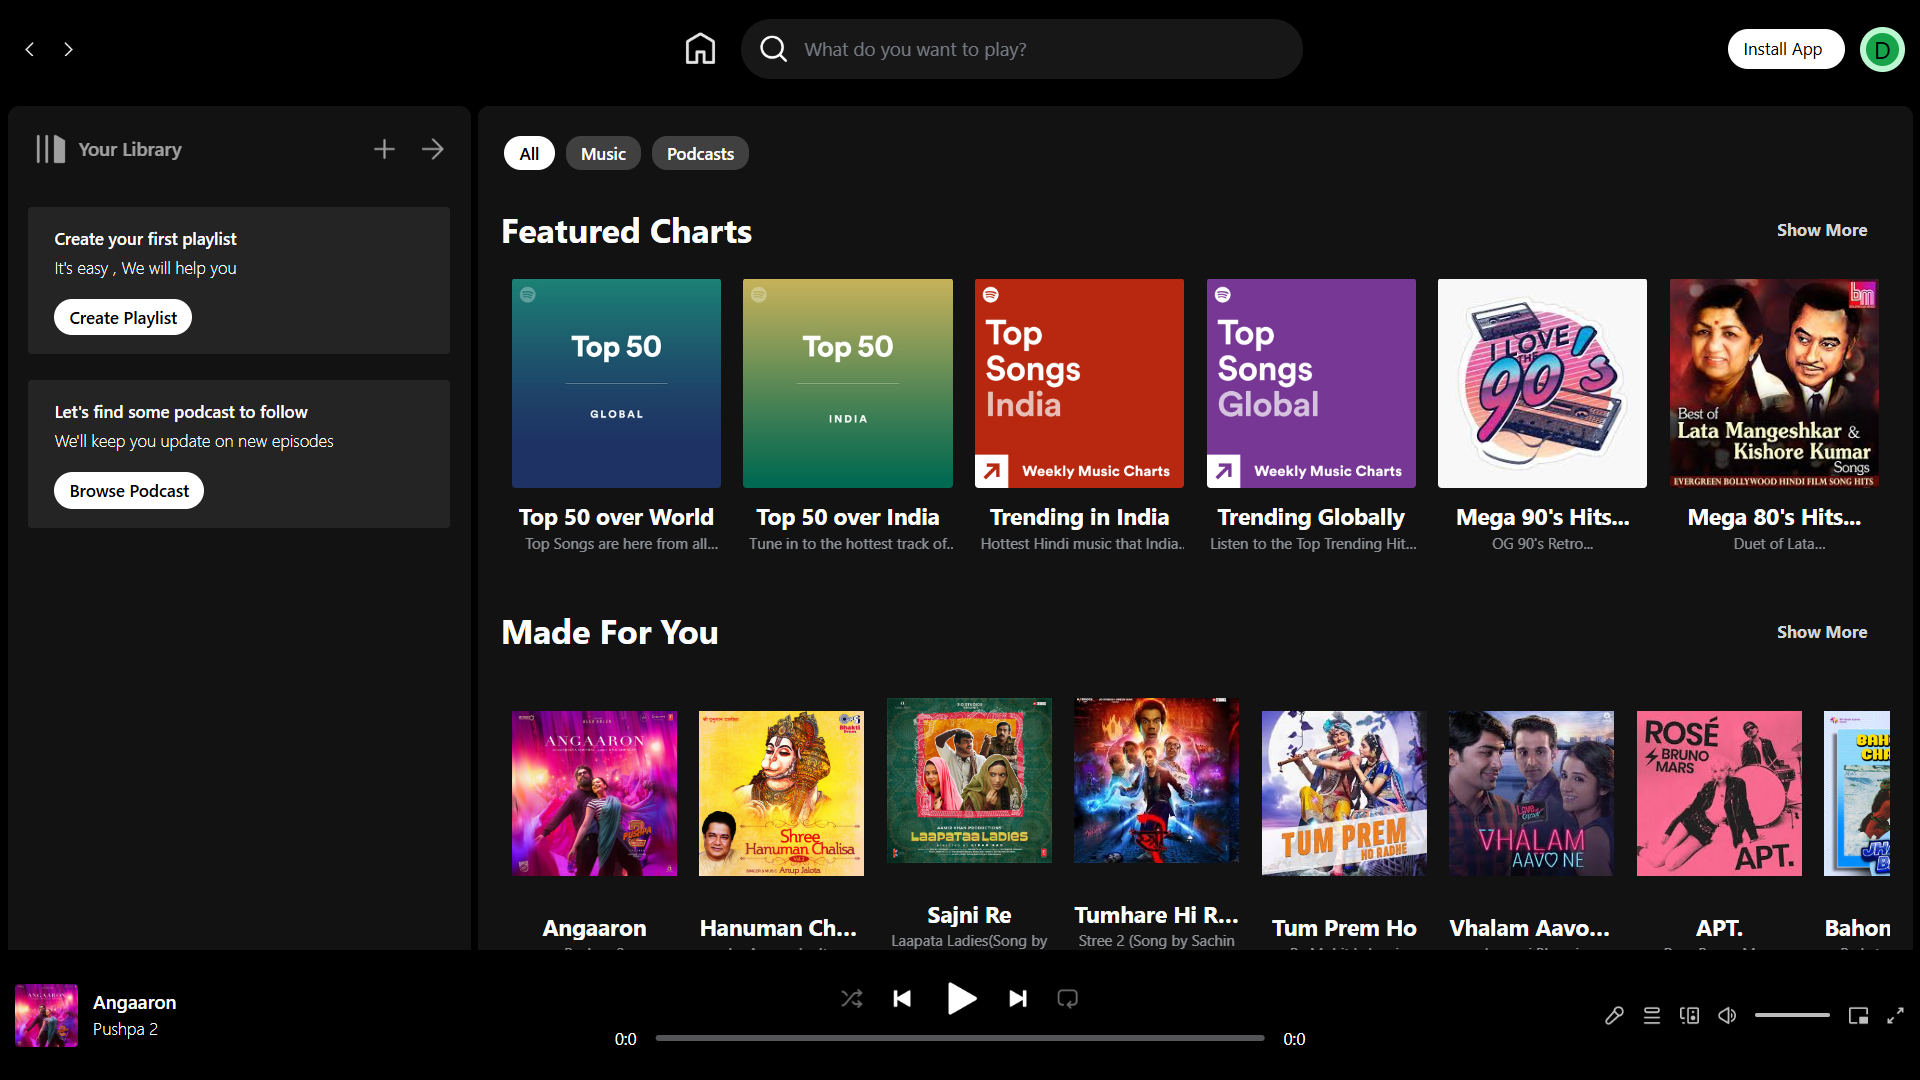 What do you want to play?
Install App
D
Your Library
Create your first playlist
It's easy , We will help you
Create Playlist
Let's find some podcast to follow
We'll keep you update on new episodes
Browse Podcast
All
Music
Podcasts
Featured Charts
Show More
Top 50
GLOBAL
Top 50
INDIA
Top
Songs
India
Weekly Music Charts
Top
Songs
Global
Weekly Music Charts
I LOVE
THE
90's
bm
Best of
Lata Mangeshkar &
Kishore Kumar
Songs
EVERGREEN BOLLYWOOD HINDI FILM SONG HITS
Top 50 over World
Top Songs are here from all...
Top 50 over India
Tune in to the hottest track of..
Trending in India
Hottest Hindi music that India..
Trending Globally
Listen to the Top Trending Hit...
Mega 90's Hits...
OG 90's Retro...
Mega 80's Hits...
Duet of Lata...
Made For You
Show More
ANGAARON
Shree
Hanuman Chalisa
Vol.2
SINGER & MUSIC : Anup Jalota
LAAPATAA LADIES
TUM PREM
HO RADHE
VHALAM
AAVO NE
ROSÉ
BRUNO
MARS
APT.
Angaaron
Hanuman Ch...
Sajni Re
Laapata Ladies(Song by
Tumhare Hi R...
Stree 2 (Song by Sachin
Tum Prem Ho
Vhalam Aavo...
APT.
Bahon
Angaaron
Pushpa 2
0:0
0:0